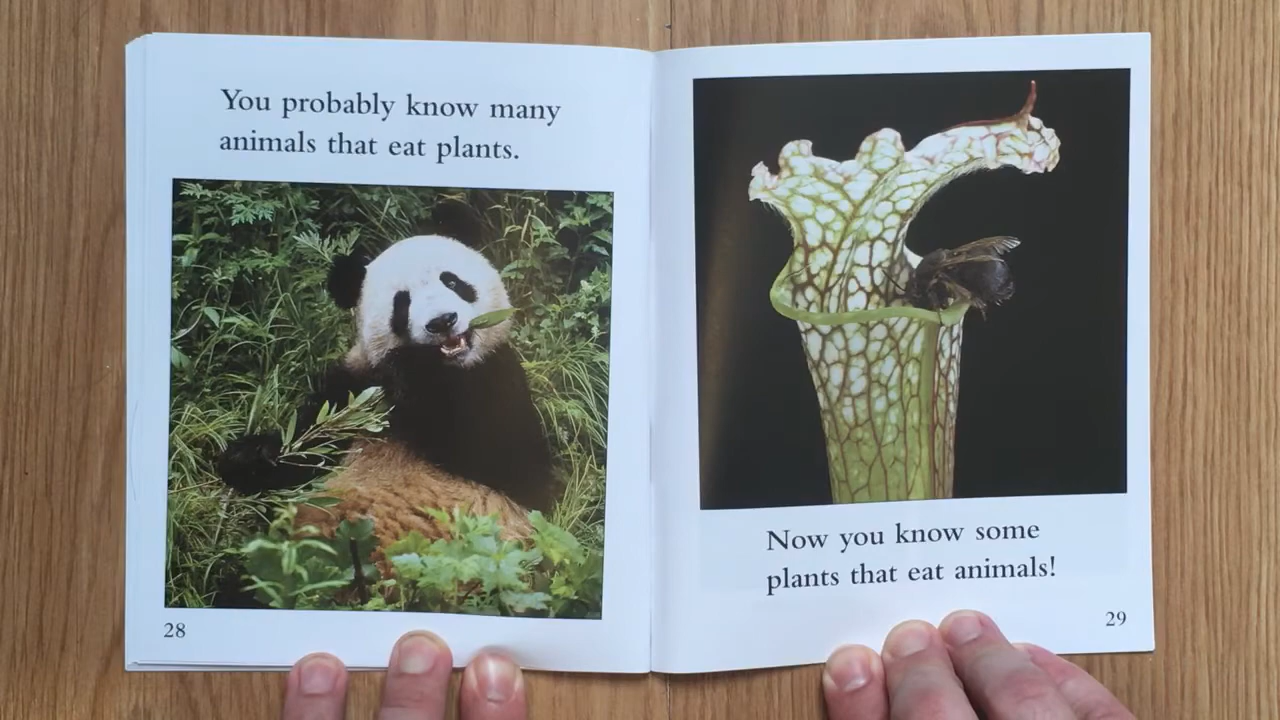 You probably know many
animals that eat plants.
28
Now you know some
plants that eat animals!
29